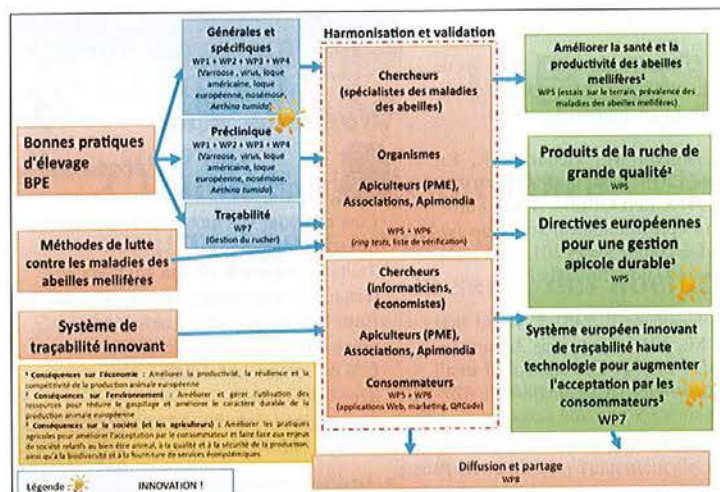 Générales et
spécifiques
WP1 + WP2 + WP3 + WP4
(Varroose , virus, loque
américaine, loque
européenne, nosémose,
Aethina tumida)
Préclinique
WP1 + WP2 + WP3 + WP4
(Varroose, virus, loque
américaine, loque
européenne, nosémose,
Aethina tumida)
Traçabilité
WP7
(Gestion du rucher)
Bonnes pratiques
d'élevage
BPE
Méthodes de lutte
contre les maladies des
abeilles mellifères
Système de
traçabilité innovant
Harmonisation et validation
Chercheurs
(spécialistes des maladies
des abeilles)
Organismes
Apiculteurs (PME),
Associations, Apimondia
WP5 + WP6
(ring tests, liste de vérification)
Chercheurs
(informaticiens,
économistes)
Apiculteurs (PME),
Associations, Apimondia
Consommateurs
WP5 + WP6
(applications Web, marketing, QRCode)
Améliorer la santé et la
productivité des abeilles
mellifères¹
WP5 (essais sur le terrain, prévalence des
maladies des abeilles mellifères)
Produits de la ruche de
grande qualité²
WP5
Directives européennes
pour une gestion
apicole durable³
WP5
Système européen innovant
de traçabilité haute
technologie pour augmenter
l'acceptation par les
consommateurs³
WP7
Diffusion et partage
WP8
¹ Conséquences sur l'économie : Améliorer la productivité, la résilience et la
compétitivité de la production animale européenne
² Conséquences sur l'environnement : Améliorer et gérer l'utilisation des
ressources pour réduire le gaspillage et améliorer le caractère durable de la
production animale européenne
³ Conséquences sur la société (et les agriculteurs) : Améliorer les pratiques
agricoles pour améliorer l'acceptation par le consommateur et faire face aux enjeux
de société relatifs au bien être animal, à la qualité et à la sécurité de la production,
ainsi qu'à la biodiversité et à la fourniture de services écosystémiques.
Légende : INNOVATION !